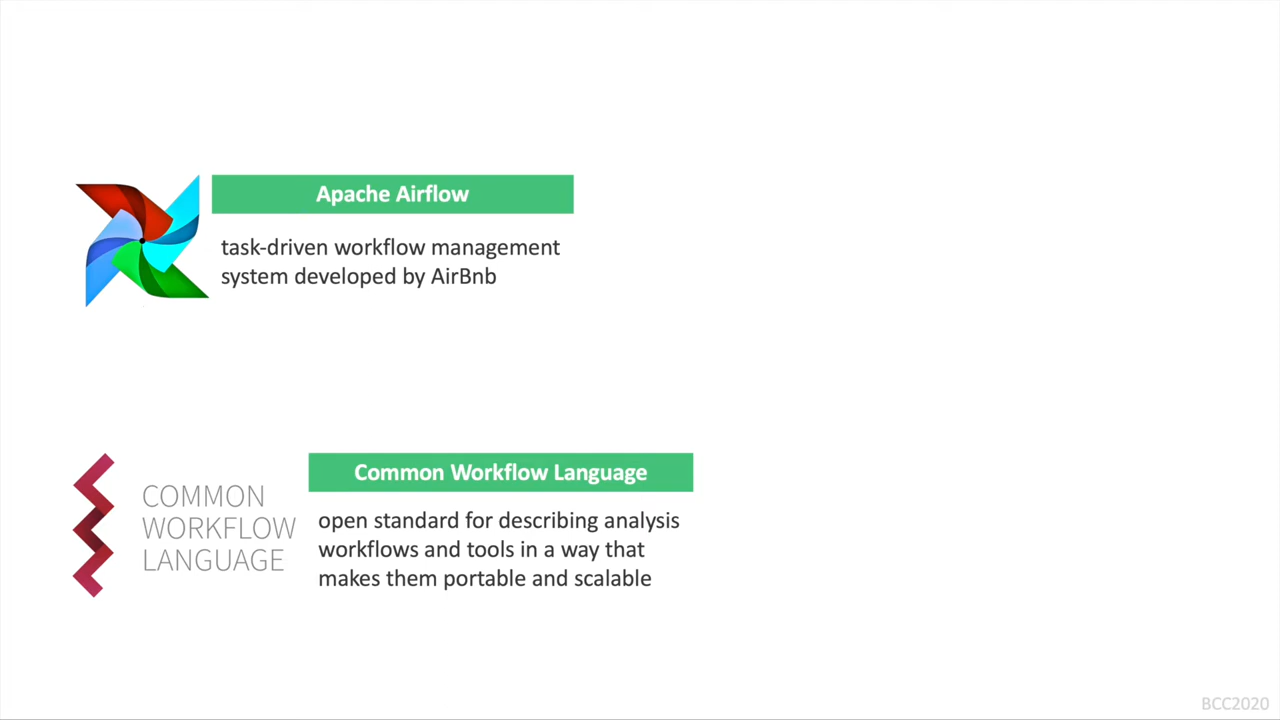 Apache Airflow
task-driven workflow management
system developed by AirBnb
COMMON
WORKFLOW
LANGUAGE
Common Workflow Language
open standard for describing analysis
workflows and tools in a way that
makes them portable and scalable
BCC2020